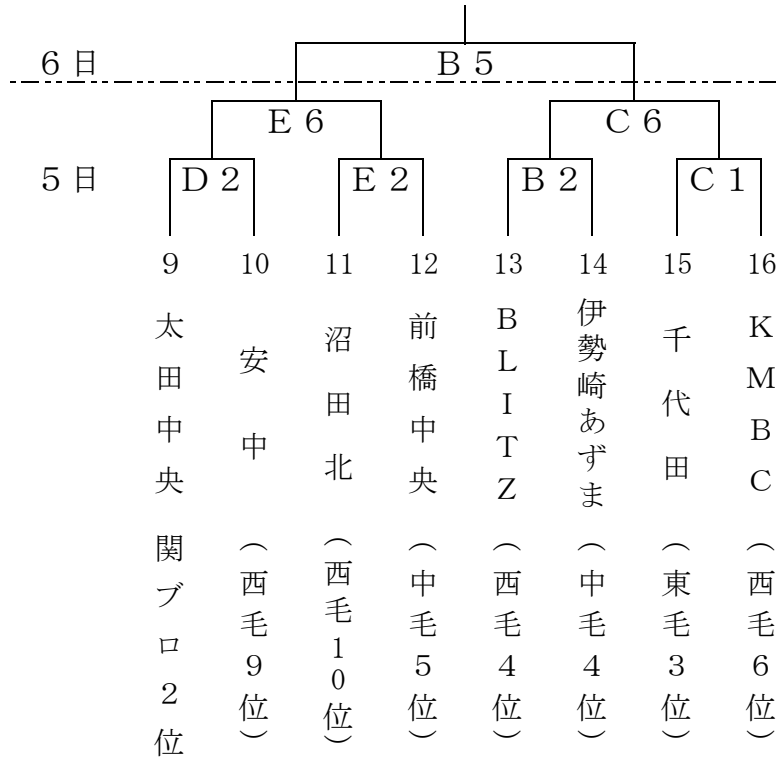 6日 B5
E6 C6
5日 D2 E2 B2 C1
9 10 11 12 13 14 15 16
太田中央 関ブロ2位
安中 (西毛9位)
沼田北 (西毛10位)
前橋中央 (中毛5位)
BLITZ (西毛4位)
伊勢崎あずま (中毛4位)
千代田 (東毛3位)
KMBC (西毛6位)